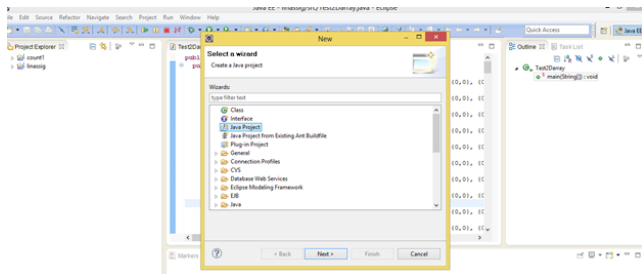 Java EE - linassig/src/Test2Darray.java - Eclipse
File Edit Source Refactor Navigate Search Project Run Window Help
Quick Access
Java EE
Project Explorer
count1
linassig
Test2Da
publ
New
Select a wizard
Create a Java project
Wizards:
type filter text
Class
Interface
Java Project
Java Project from Existing Ant Buildfile
Plug-in Project
General
Connection Profiles
CVS
Database Web Services
Eclipse Modeling Framework
EJB
Java
< Back
Next >
Finish
Cancel
Outline
Task List
Test2Darray
main(String[]) : void
Markers